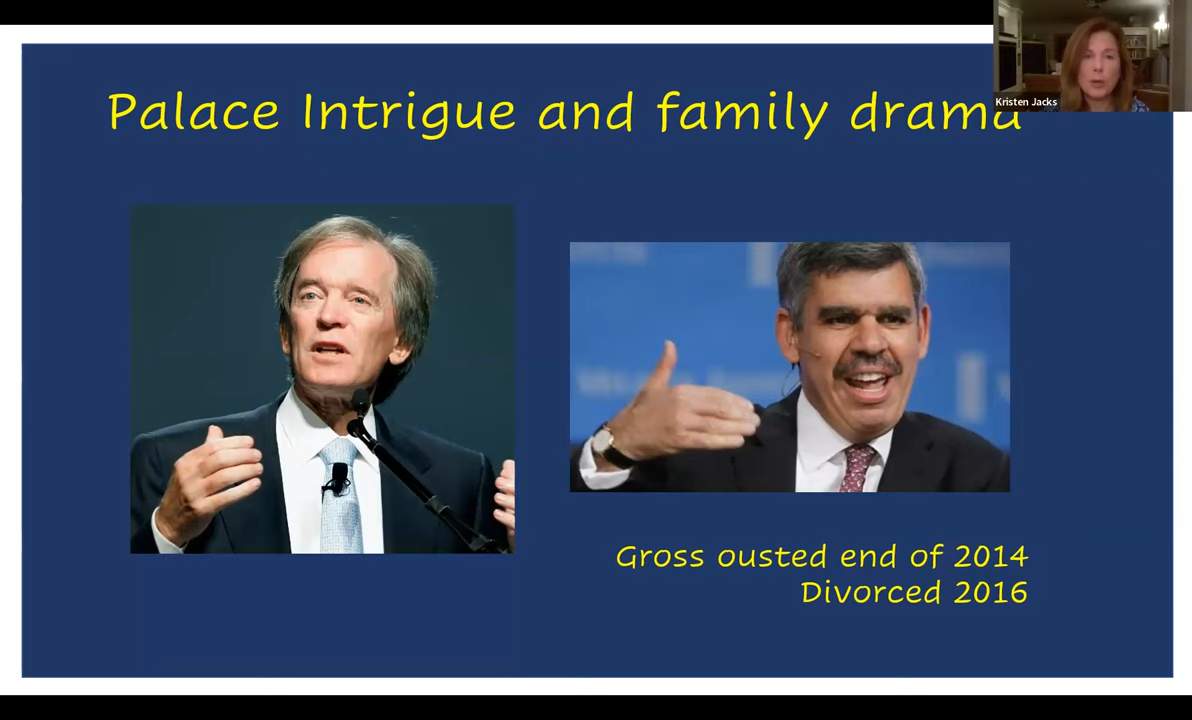 Palace Intrigue and family drama
Kristen Jacks
Gross ousted end of 2014
Divorced 2016